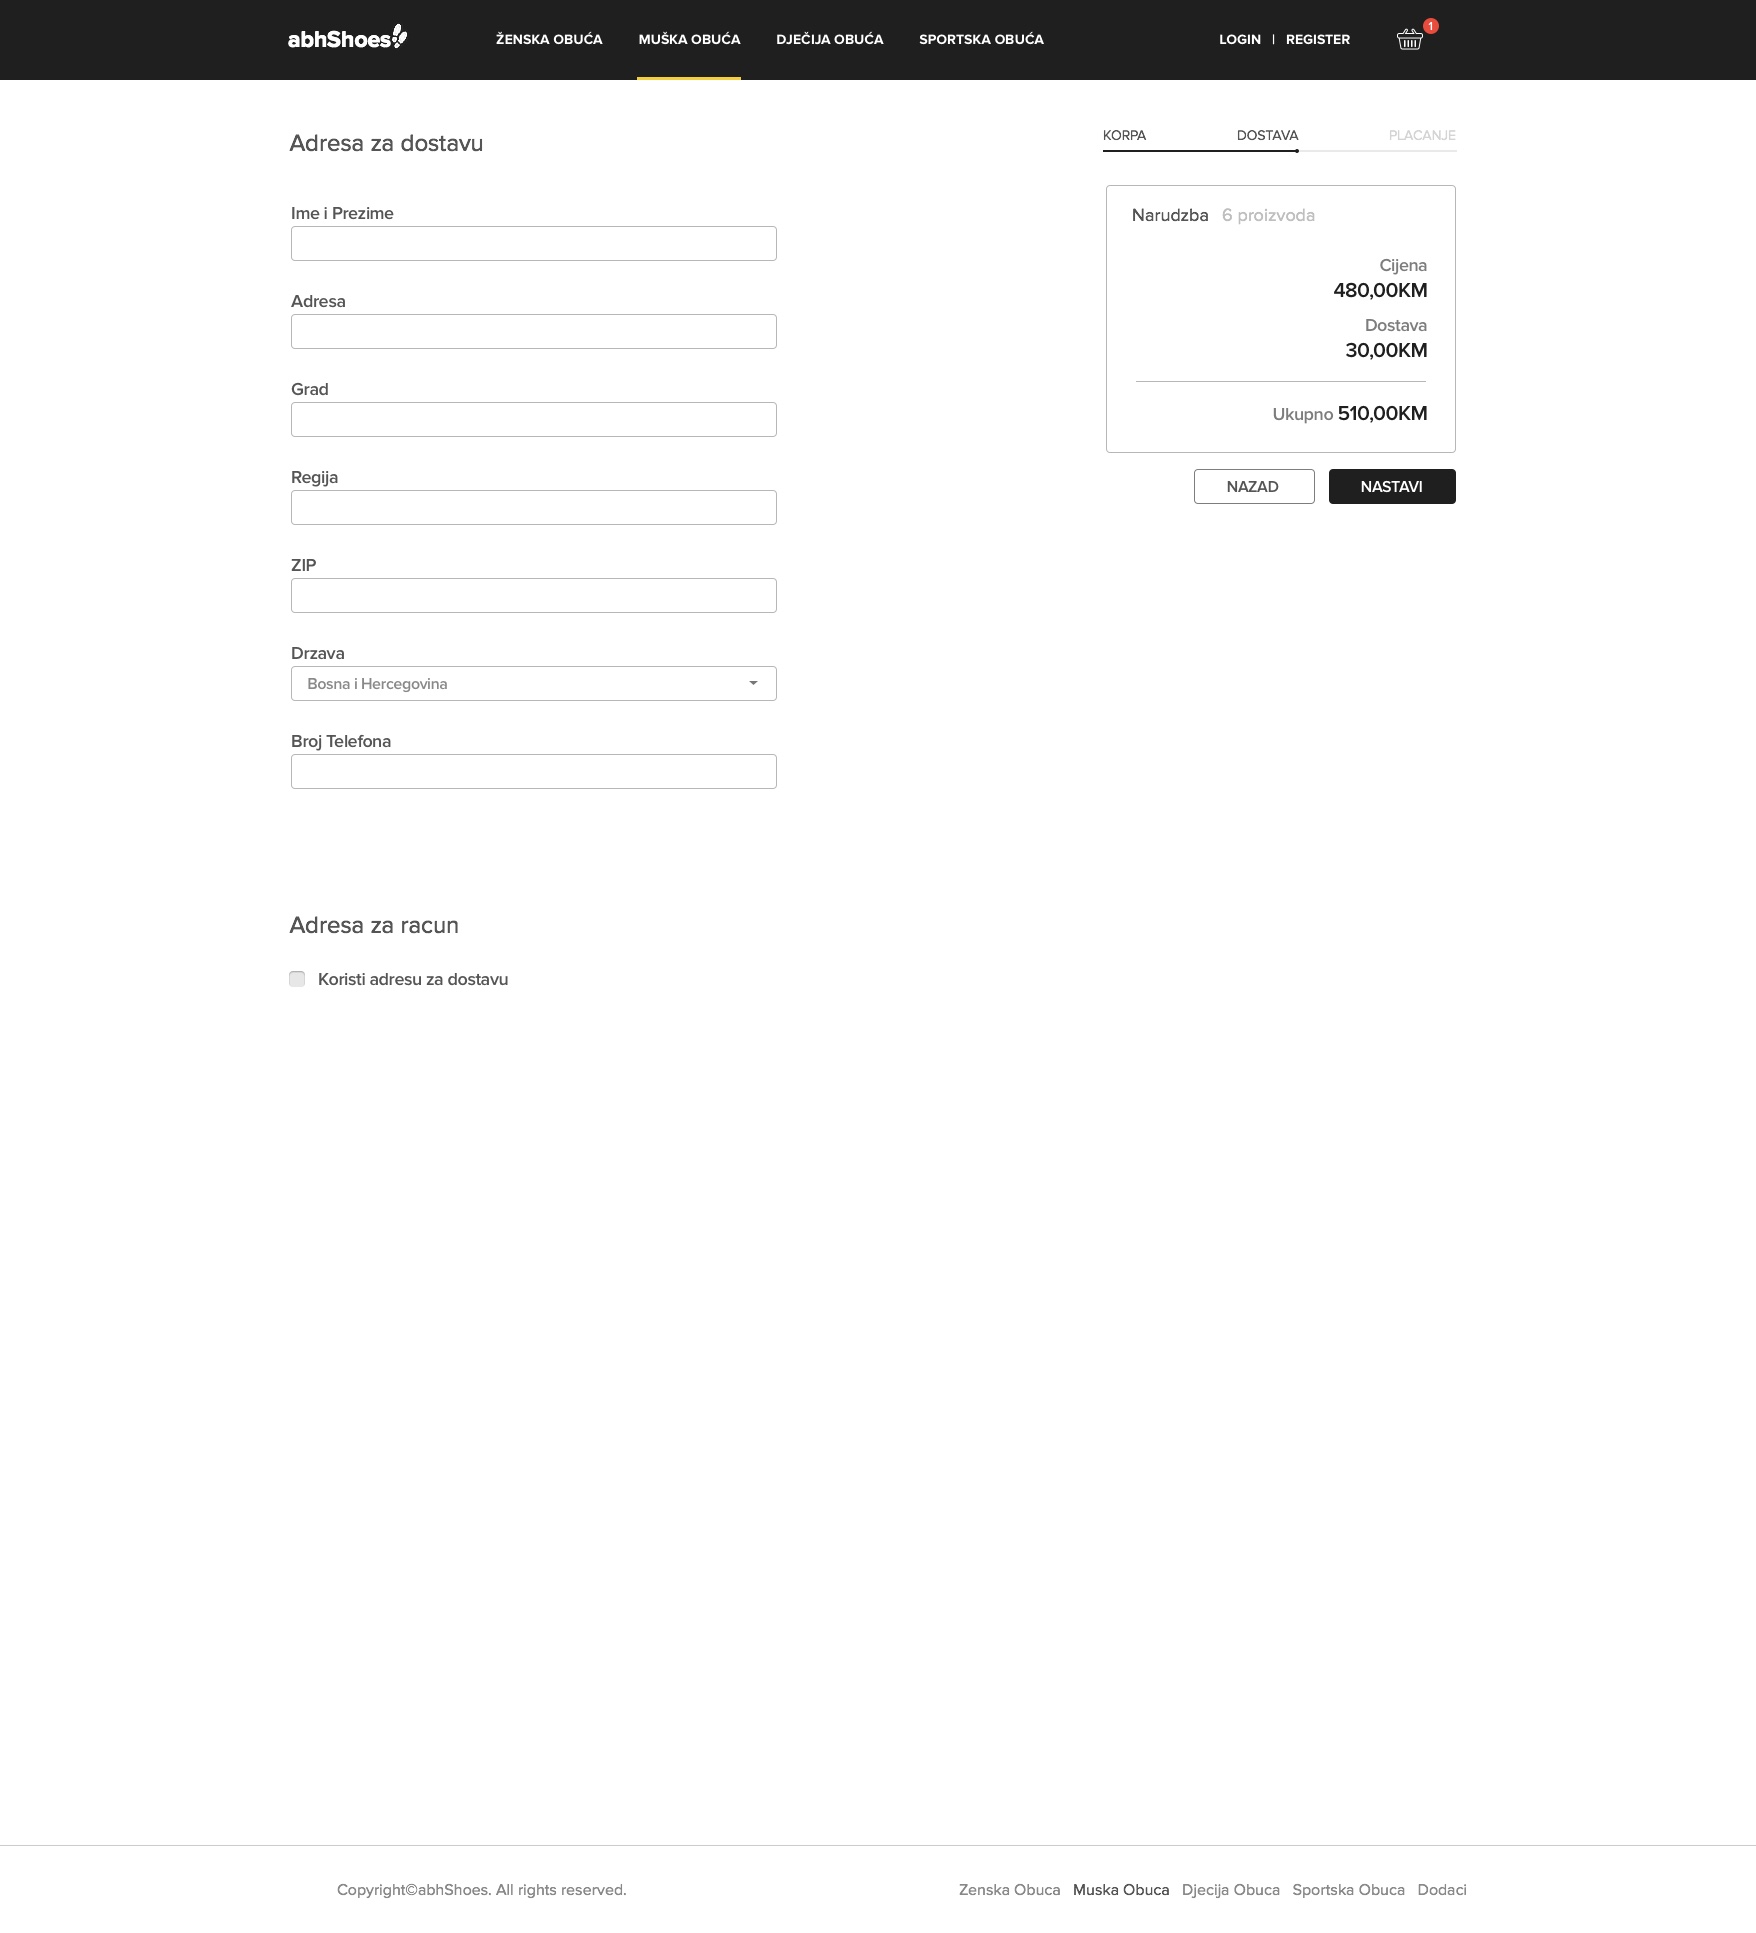 abhShoes
ŽENSKA OBUĆA MUŠKA OBUĆA DJEČIJA OBUĆA SPORTSKA OBUĆA LOGIN | REGISTER 1
Adresa za dostavu
KORPA DOSTAVA PLACANJE
Ime i Prezime
Adresa
Grad
Regija
ZIP
Drzava
Bosna i Hercegovina
Broj Telefona
Narudzba 6 proizvoda
Cijena
480,00KM
Dostava
30,00KM
Ukupno 510,00KM
NAZAD NASTAVI
Adresa za racun
Koristi adresu za dostavu
Copyright©abhShoes. All rights reserved. Zenska Obuca Muska Obuca Djecija Obuca Sportska Obuca Dodaci